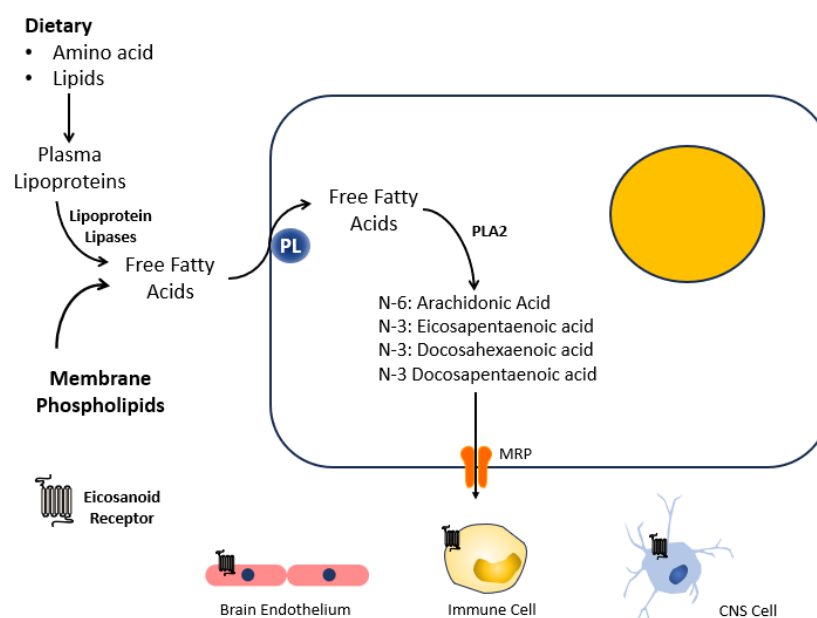 Dietary
• Amino acid
• Lipids
Plasma
Lipoproteins
Lipoprotein
Lipases
Free Fatty
Acids
Membrane
Phospholipids
PL
Free Fatty
Acids
PLA2
N-6: Arachidonic Acid
N-3: Eicosapentaenoic acid
N-3: Docosahexaenoic acid
N-3 Docosapentaenoic acid
MRP
Eicosanoid
Receptor
Brain Endothelium
Immune Cell
CNS Cell